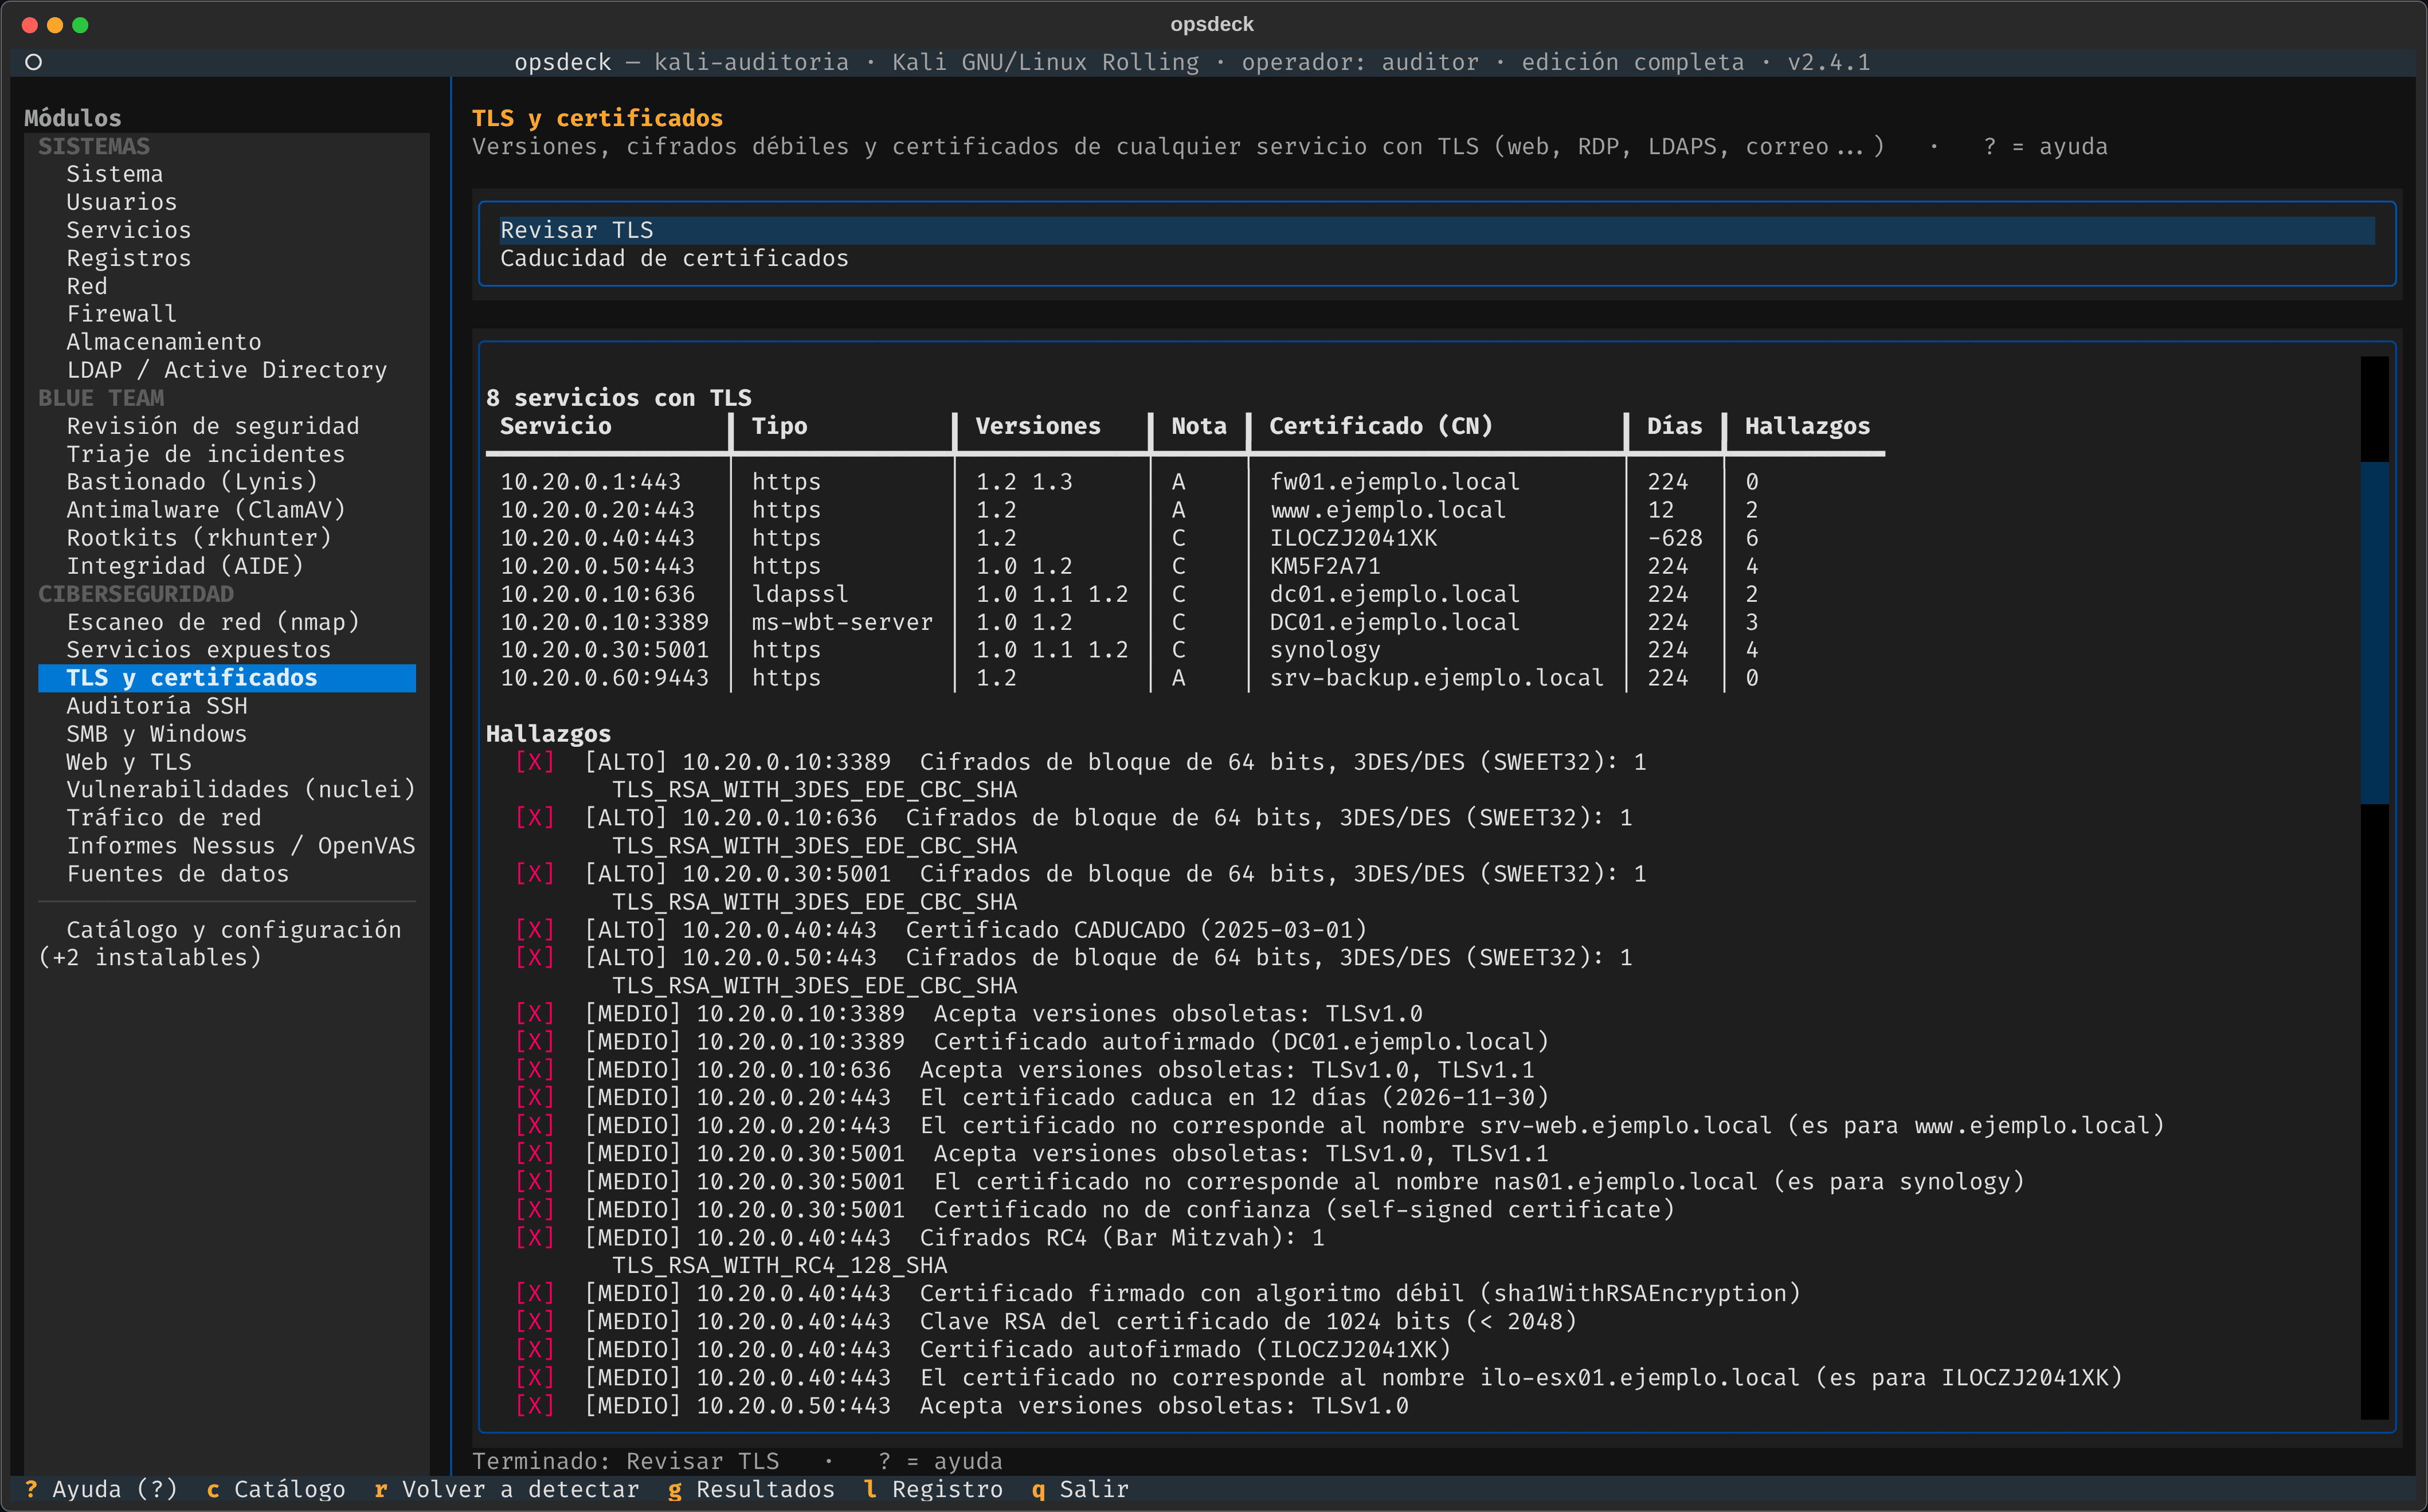 opsdeck
opsdeck — kali-auditoria · Kali GNU/Linux Rolling · operador: auditor · edición completa · v2.4.1
Módulos
SISTEMAS
Sistema
Usuarios
Servicios
Registros
Red
Firewall
Almacenamiento
LDAP / Active Directory
BLUE TEAM
Revisión de seguridad
Triaje de incidentes
Bastionado (Lynis)
Antimalware (ClamAV)
Rootkits (rkhunter)
Integridad (AIDE)
CIBERSEGURIDAD
Escaneo de red (nmap)
Servicios expuestos
TLS y certificados
Auditoría SSH
SMB y Windows
Web y TLS
Vulnerabilidades (nuclei)
Tráfico de red
Informes Nessus / OpenVAS
Fuentes de datos
Catálogo y configuración
(+2 instalables)
TLS y certificados
Versiones, cifrados débiles y certificados de cualquier servicio con TLS (web, RDP, LDAPS, correo...) · ? = ayuda
Revisar TLS
Caducidad de certificados
8 servicios con TLS
Servicio Tipo Versiones Nota Certificado (CN) Días Hallazgos
10.20.0.1:443 https 1.2 1.3 A fw01.ejemplo.local 224 0
10.20.0.20:443 https 1.2 A www.ejemplo.local 12 2
10.20.0.40:443 https 1.2 C ILOCZJ2041XK -628 6
10.20.0.50:443 https 1.0 1.2 C KM5F2A71 224 4
10.20.0.10:636 ldapssl 1.0 1.1 1.2 C dc01.ejemplo.local 224 2
10.20.0.10:3389 ms-wbt-server 1.0 1.2 C DC01.ejemplo.local 224 3
10.20.0.30:5001 https 1.0 1.1 1.2 C synology 224 4
10.20.0.60:9443 https 1.2 A srv-backup.ejemplo.local 224 0
Hallazgos
[X] [ALTO] 10.20.0.10:3389 Cifrados de bloque de 64 bits, 3DES/DES (SWEET32): 1
TLS_RSA_WITH_3DES_EDE_CBC_SHA
[X] [ALTO] 10.20.0.10:636 Cifrados de bloque de 64 bits, 3DES/DES (SWEET32): 1
TLS_RSA_WITH_3DES_EDE_CBC_SHA
[X] [ALTO] 10.20.0.30:5001 Cifrados de bloque de 64 bits, 3DES/DES (SWEET32): 1
TLS_RSA_WITH_3DES_EDE_CBC_SHA
[X] [ALTO] 10.20.0.40:443 Certificado CADUCADO (2025-03-01)
[X] [ALTO] 10.20.0.50:443 Cifrados de bloque de 64 bits, 3DES/DES (SWEET32): 1
TLS_RSA_WITH_3DES_EDE_CBC_SHA
[X] [MEDIO] 10.20.0.10:3389 Acepta versiones obsoletas: TLSv1.0
[X] [MEDIO] 10.20.0.10:3389 Certificado autofirmado (DC01.ejemplo.local)
[X] [MEDIO] 10.20.0.10:636 Acepta versiones obsoletas: TLSv1.0, TLSv1.1
[X] [MEDIO] 10.20.0.20:443 El certificado caduca en 12 días (2026-11-30)
[X] [MEDIO] 10.20.0.20:443 El certificado no corresponde al nombre srv-web.ejemplo.local (es para www.ejemplo.local)
[X] [MEDIO] 10.20.0.30:5001 Acepta versiones obsoletas: TLSv1.0, TLSv1.1
[X] [MEDIO] 10.20.0.30:5001 El certificado no corresponde al nombre nas01.ejemplo.local (es para synology)
[X] [MEDIO] 10.20.0.30:5001 Certificado no de confianza (self-signed certificate)
[X] [MEDIO] 10.20.0.40:443 Cifrados RC4 (Bar Mitzvah): 1
TLS_RSA_WITH_RC4_128_SHA
[X] [MEDIO] 10.20.0.40:443 Certificado firmado con algoritmo débil (sha1WithRSAEncryption)
[X] [MEDIO] 10.20.0.40:443 Clave RSA del certificado de 1024 bits (< 2048)
[X] [MEDIO] 10.20.0.40:443 Certificado autofirmado (ILOCZJ2041XK)
[X] [MEDIO] 10.20.0.40:443 El certificado no corresponde al nombre ilo-esx01.ejemplo.local (es para ILOCZJ2041XK)
[X] [MEDIO] 10.20.0.50:443 Acepta versiones obsoletas: TLSv1.0
Terminado: Revisar TLS · ? = ayuda
? Ayuda (?) c Catálogo r Volver a detectar g Resultados l Registro q Salir